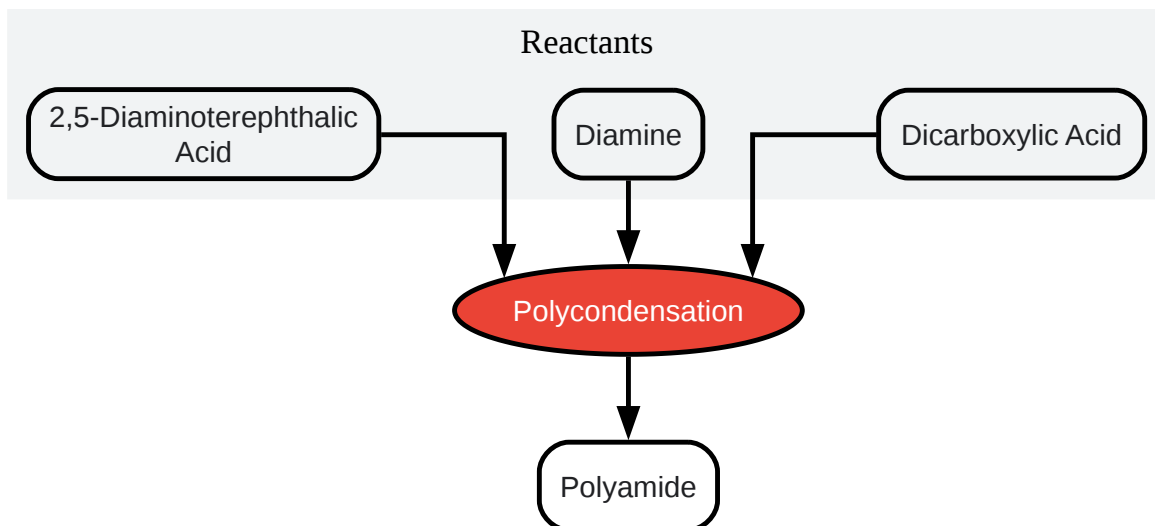 Reactants
2,5-Diaminoterephthalic
Acid
Diamine
Dicarboxylic Acid
Polycondensation
Polyamide